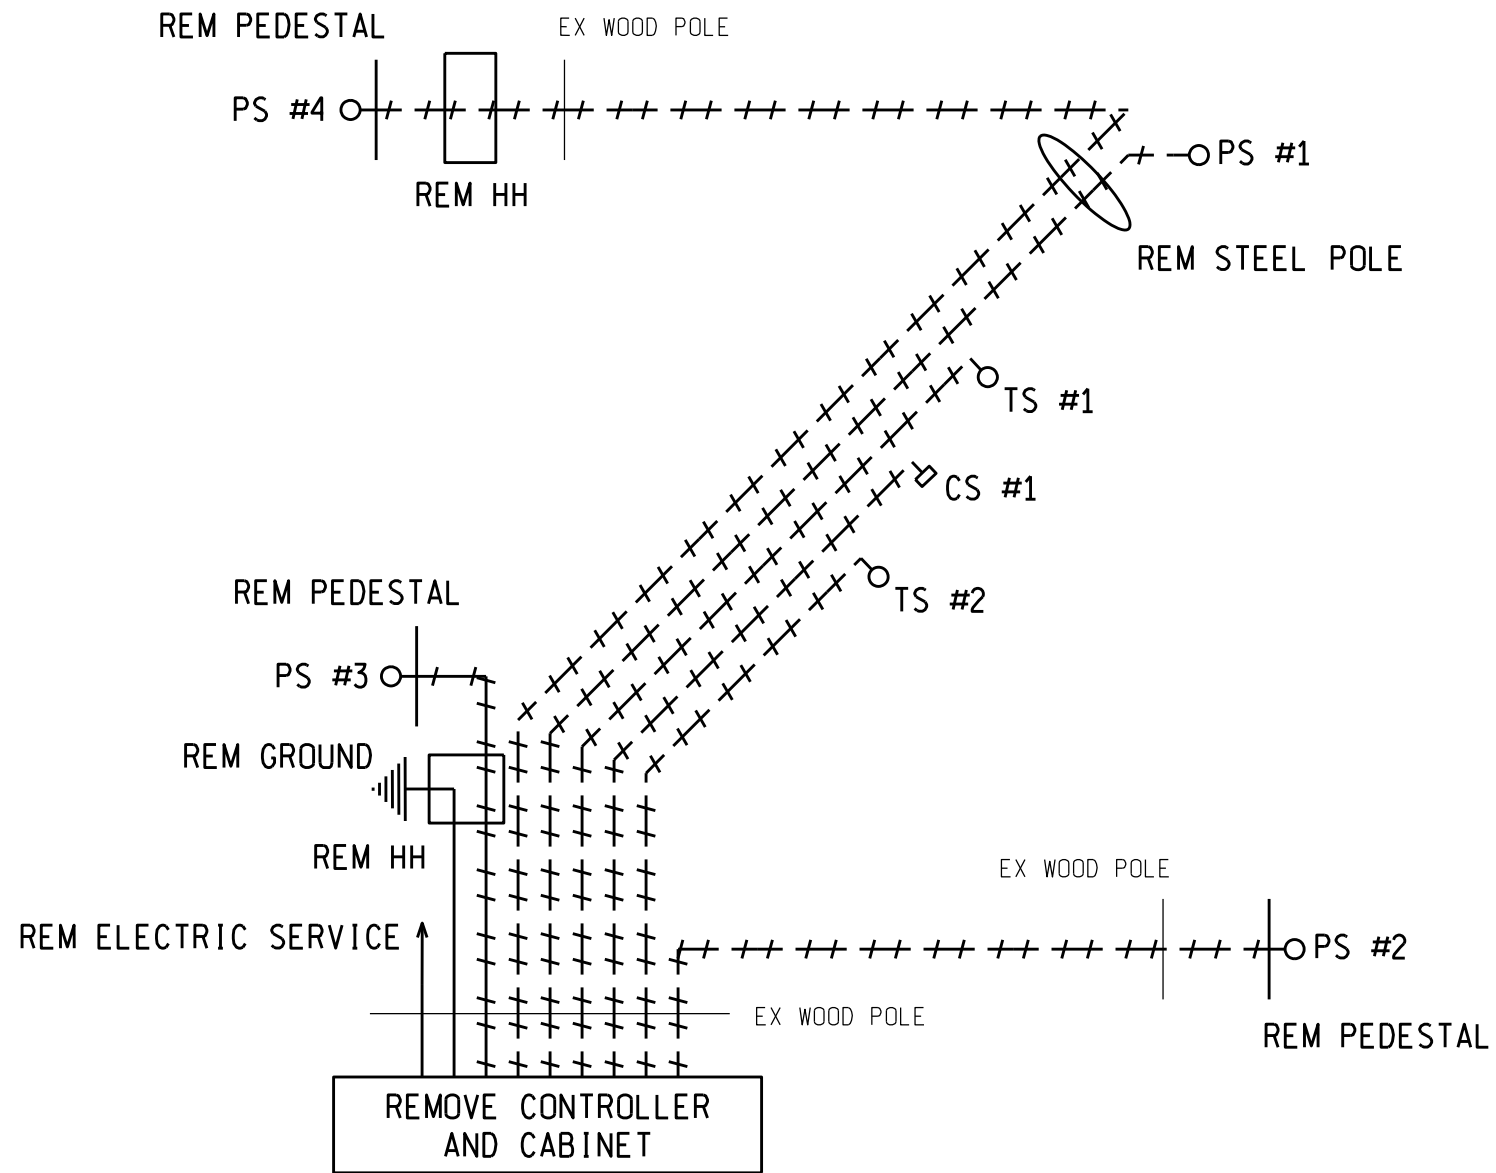 REM PEDESTAL
EX WOOD POLE
PS #4
PS #1
REM HH
REM STEEL POLE
TS #1
CS #1
REM PEDESTAL
TS #2
PS #3
REM GROUND
REM HH
EX WOOD POLE
REM ELECTRIC SERVICE
PS #2
EX WOOD POLE
REM PEDESTAL
REMOVE CONTROLLER
AND CABINET